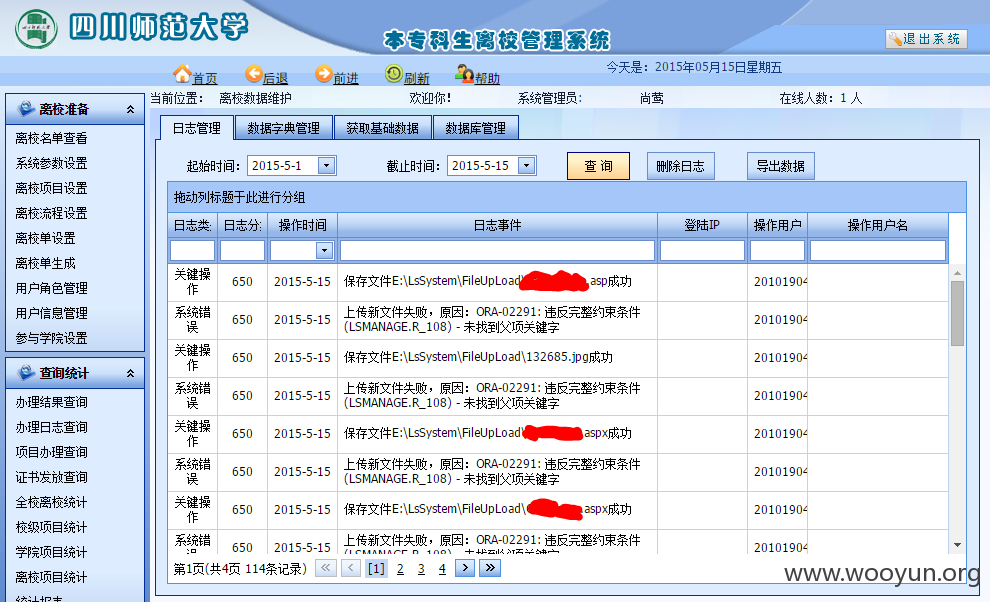 四川师范大学
本专科生离校管理系统
退出系统
首页 后退 前进 刷新 帮助 今天是：2015年05月15日星期五
当前位置： 离校数据维护 欢迎你! 系统管理员: 尚莺 在线人数：1 人
离校准备
离校名单查看
系统参数设置
离校项目设置
离校流程设置
离校单设置
离校单生成
用户角色管理
用户信息管理
参与学院设置
查询统计
办理结果查询
办理日志查询
项目办理查询
证书发放查询
全校离校统计
校级项目统计
学院项目统计
离校项目统计
统计报表
日志管理 数据字典管理 获取基础数据 数据库管理
起始时间: 2015-5-1 截止时间: 2015-5-15 查 询 删除日志 导出数据
拖动列标题于此进行分组
日志类: 日志分: 操作时间 日志事件 登陆IP 操作用户 操作用户名
关键操作 650 2015-5-15 保存文件E:\LsSystem\FileUpLoad\ .asp成功 20101904
系统错误 650 2015-5-15 上传新文件失败，原因：ORA-02291: 违反完整约束条件
(LSMANAGE.R_108) - 未找到父项关键字 20101904
关键操作 650 2015-5-15 保存文件E:\LsSystem\FileUpLoad\132685.jpg成功 20101904
系统错误 650 2015-5-15 上传新文件失败，原因：ORA-02291: 违反完整约束条件
(LSMANAGE.R_108) - 未找到父项关键字 20101904
关键操作 650 2015-5-15 保存文件E:\LsSystem\FileUpLoad\ .aspx成功 20101904
系统错误 650 2015-5-15 上传新文件失败，原因：ORA-02291: 违反完整约束条件
(LSMANAGE.R_108) - 未找到父项关键字 20101904
关键操作 650 2015-5-15 保存文件E:\LsSystem\FileUpLoad\ .aspx成功 20101904
系统错误 650 2015-5-15 上传新文件失败，原因：ORA-02291: 违反完整约束条件
(LSMANAGE.R_108) - 未找到父项关键字 20101904
第1页(共4页 114条记录) [1] 2 3 4
www.wooyun.org